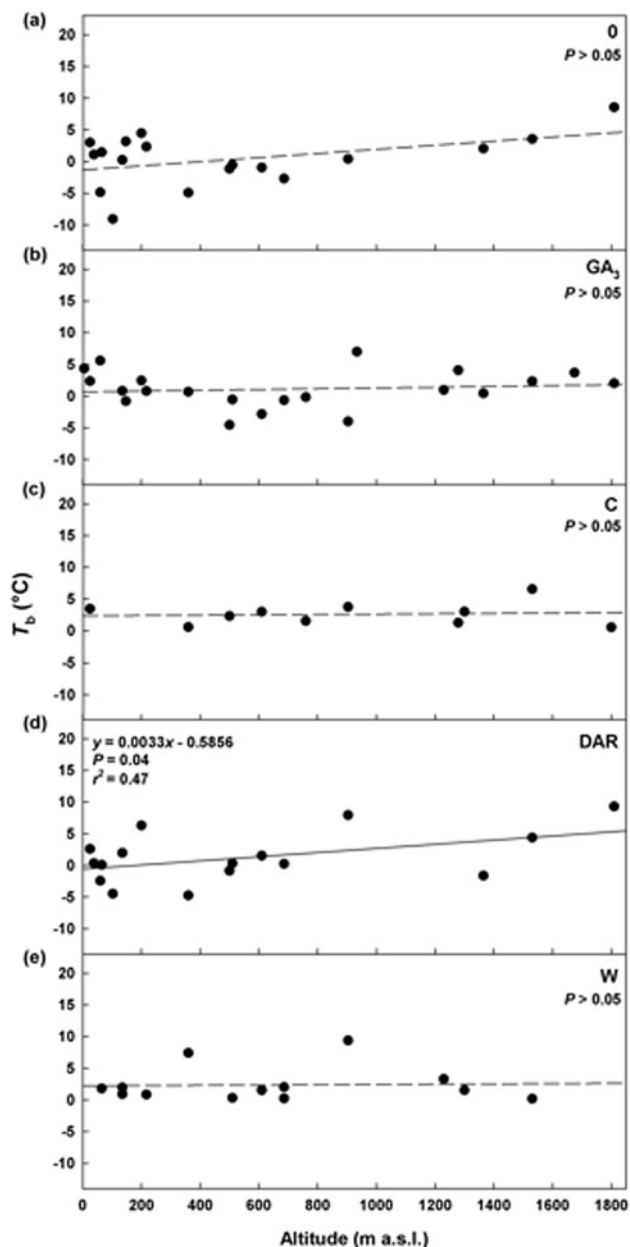 (a)
0
P > 0.05
20
15
10
5
0
-5
-10
(b)
GA3
P > 0.05
20
15
10
5
0
-5
-10
(c)
C
P > 0.05
20
15
10
5
0
-5
-10
Tb (°C)
(d)
y = 0.0033x - 0.5856
DAR
P = 0.04
r² = 0.47
20
15
10
5
0
-5
-10
(e)
W
P > 0.05
20
15
10
5
0
-5
-10
0 200 400 600 800 1000 1200 1400 1600 1800
Altitude (m a.s.l.)